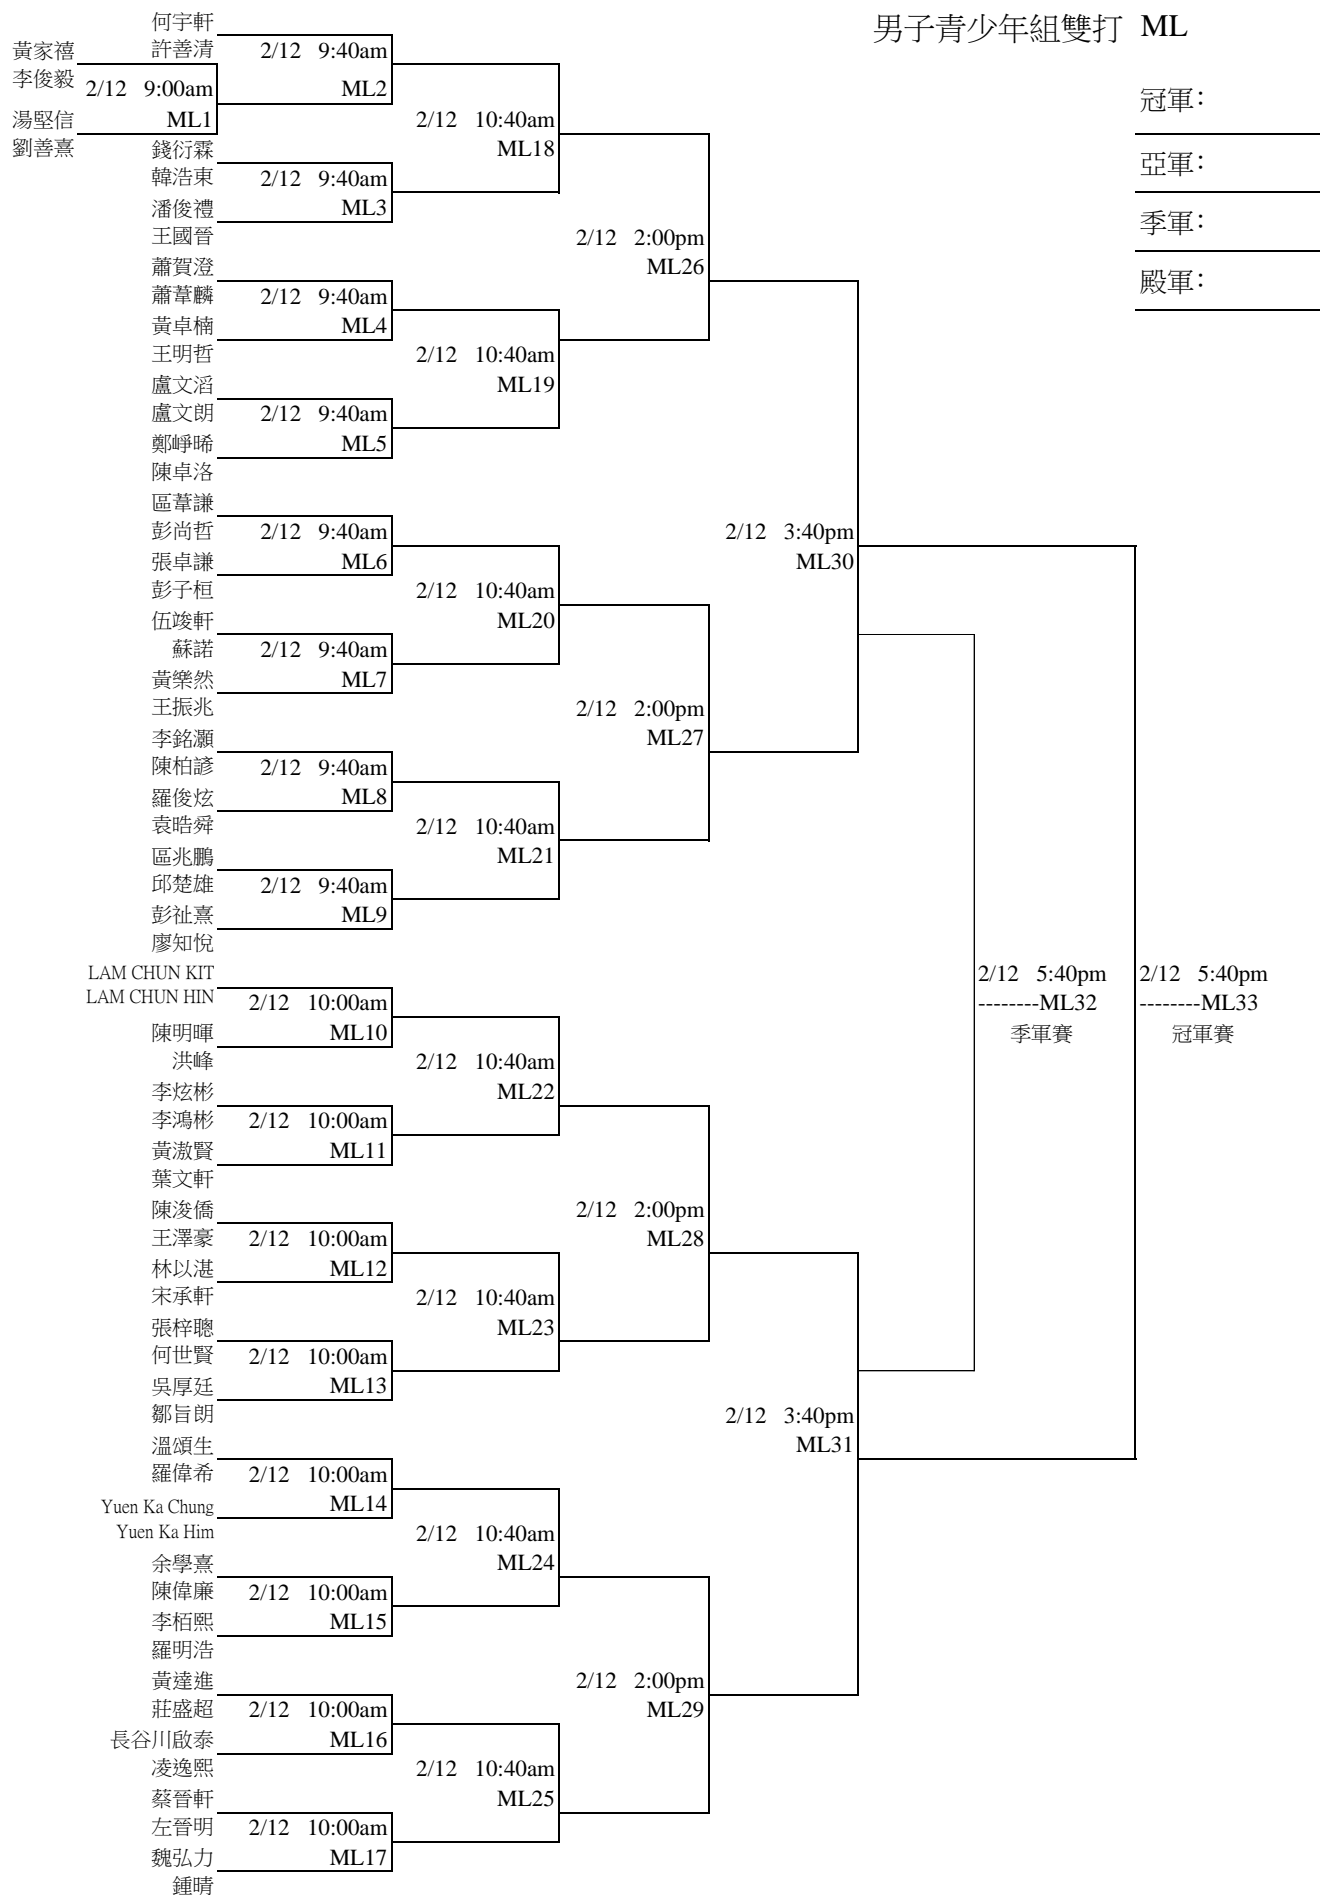 男子青少年組雙打 ML
冠軍：
亞軍：
季軍：
殿軍：
何宇軒
許善清
黃家禧
李俊毅
2/12 9:00am
ML1
湯堅信
劉善熹
2/12 9:40am
ML2
錢衍霖
韓浩東
2/12 9:40am
ML3
潘俊禮
王國晉
2/12 10:40am
ML18
蕭賀澄
蕭葦麟
2/12 9:40am
ML4
黃卓楠
王明哲
盧文滔
盧文朗
2/12 9:40am
ML5
鄭崢晞
陳卓洛
2/12 10:40am
ML19
2/12 2:00pm
ML26
區葦謙
彭尚哲
2/12 9:40am
ML6
張卓謙
彭子桓
伍竣軒
蘇諾
2/12 9:40am
ML7
黃樂然
王振兆
2/12 10:40am
ML20
李銘灝
陳柏諺
2/12 9:40am
ML8
羅俊炫
袁晧舜
區兆鵬
邱楚雄
2/12 9:40am
ML9
彭祉熹
廖知悅
2/12 10:40am
ML21
2/12 2:00pm
ML27
2/12 3:40pm
ML30
LAM CHUN KIT
LAM CHUN HIN
2/12 10:00am
ML10
陳明暉
洪峰
李炫彬
李鴻彬
2/12 10:00am
ML11
黃滶賢
葉文軒
2/12 10:40am
ML22
陳浚僑
王澤豪
2/12 10:00am
ML12
林以湛
宋承軒
張梓聰
何世賢
2/12 10:00am
ML13
吳厚廷
鄒旨朗
2/12 10:40am
ML23
2/12 2:00pm
ML28
溫頌生
羅偉希
2/12 10:00am
ML14
Yuen Ka Chung
Yuen Ka Him
余學熹
陳偉廉
2/12 10:00am
ML15
李栢熙
羅明浩
2/12 10:40am
ML24
黃達進
莊盛超
2/12 10:00am
ML16
長谷川啟泰
凌逸熙
蔡晉軒
左晉明
2/12 10:00am
ML17
魏弘力
鍾晴
2/12 10:40am
ML25
2/12 2:00pm
ML29
2/12 3:40pm
ML31
2/12 5:40pm
--------ML32
季軍賽
2/12 5:40pm
--------ML33
冠軍賽